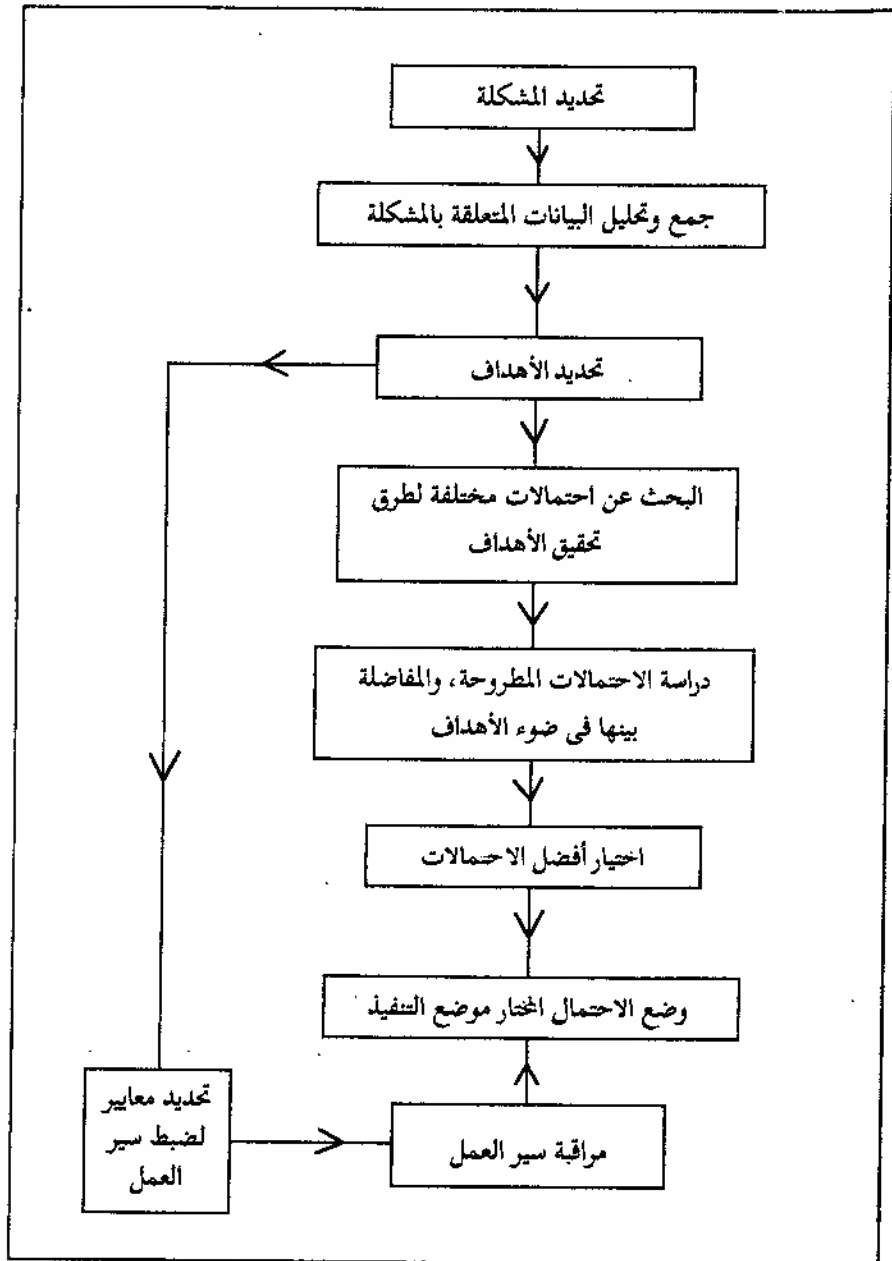 تحديد المشكلة
جمع وتحليل البيانات المتعلقة بالمشكلة
تحديد الأهداف
البحث عن احتمالات مختلفة لطرق
تحقيق الأهداف
دراسة الاحتمالات المطروحة، والمفاضلة
بينها فى ضوء الأهداف
اختيار أفضل الاحتمالات
وضع الاحتمال المختار موضع التنفيذ
مراقبة سير العمل
تحديد معايير
لضبط سير
العمل